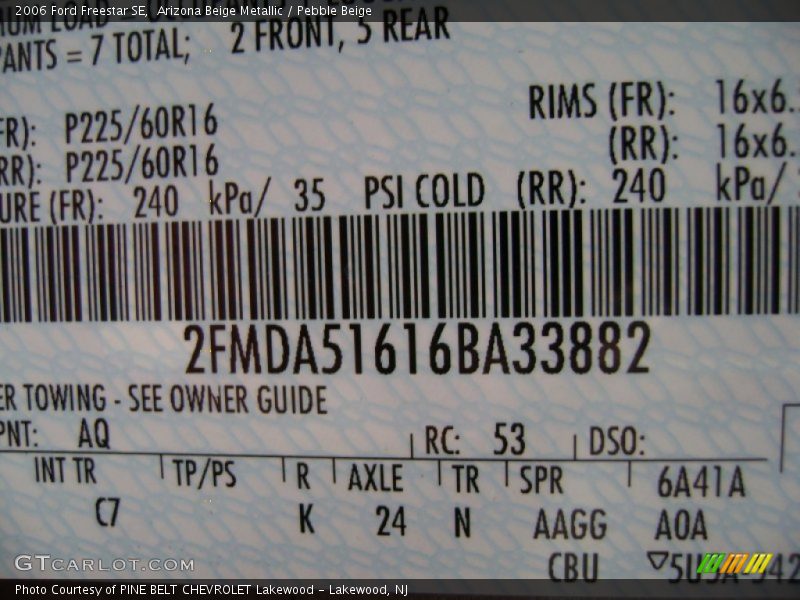 2006 Ford Freestar SE, Arizona Beige Metallic / Pebble Beige
PANTS = 7 TOTAL; 2 FRONT, 5 REAR
FR): P225/60R16 RIMS (FR): 16x6.
RR): P225/60R16 (RR): 16x6.
URE (FR): 240 kPa/ 35 PSI COLD (RR): 240 kPa/
2FMDA51616BA33882
ER TOWING - SEE OWNER GUIDE
PNT: AQ RC: 53 DSO:
INT TR TP/PS R AXLE TR SPR 6A41A
C7 K 24 N AAGG A0A
CBU
GTCARLOT.COM
Photo Courtesy of PINE BELT CHEVROLET Lakewood - Lakewood, NJ